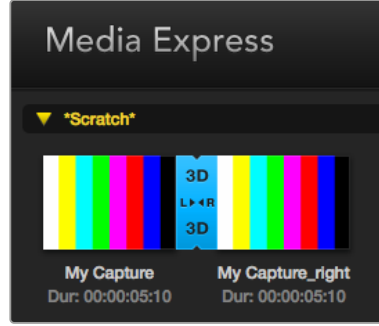 Media Express
*Scratch*
3D
L▶◀R
3D
My Capture
My Capture_right
Dur: 00:00:05:10
Dur: 00:00:05:10